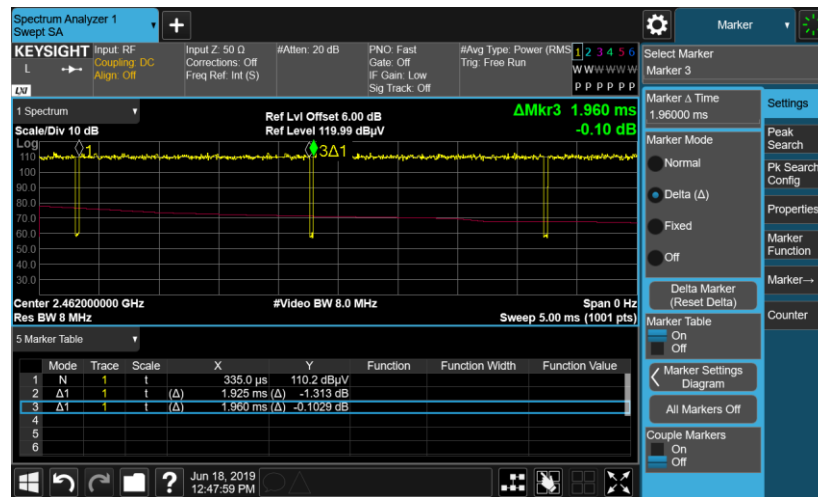 Spectrum Analyzer 1
Swept SA
+
Marker
KEYSIGHT
L
LXI
Input: RF
Coupling: DC
Align: Off
Input Z: 50 Ω
Corrections: Off
Freq Ref: Int (S)
#Atten: 20 dB
PNO: Fast
Gate: Off
IF Gain: Low
Sig Track: Off
#Avg Type: Power (RMS
Trig: Free Run
1 2 3 4 5 6
W W W W W W
P P P P P P
1 Spectrum
Scale/Div 10 dB
Ref Lvl Offset 6.00 dB
Ref Level 119.99 dBµV
ΔMkr3 1.960 ms
-0.10 dB
Log
110
100
90.0
80.0
70.0
60.0
50.0
40.0
30.0
1
3Δ1
Center 2.462000000 GHz
Res BW 8 MHz
#Video BW 8.0 MHz
Span 0 Hz
Sweep 5.00 ms (1001 pts)
5 Marker Table
Mode Trace Scale X Y Function Function Width Function Value
1 N 1 t 335.0 µs 110.2 dBµV
2 Δ1 1 t (Δ) 1.925 ms (Δ) -1.313 dB
3 Δ1 1 t (Δ) 1.960 ms (Δ) -0.1029 dB
4
5
6
?
Jun 18, 2019
12:47:59 PM
Select Marker
Marker 3
Marker Δ Time
1.96000 ms
Marker Mode
Normal
Delta (Δ)
Fixed
Off
Delta Marker
(Reset Delta)
Marker Table
On
Off
Marker Settings
Diagram
All Markers Off
Couple Markers
On
Off
Settings
Peak
Search
Pk Search
Config
Properties
Marker
Function
Marker→
Counter